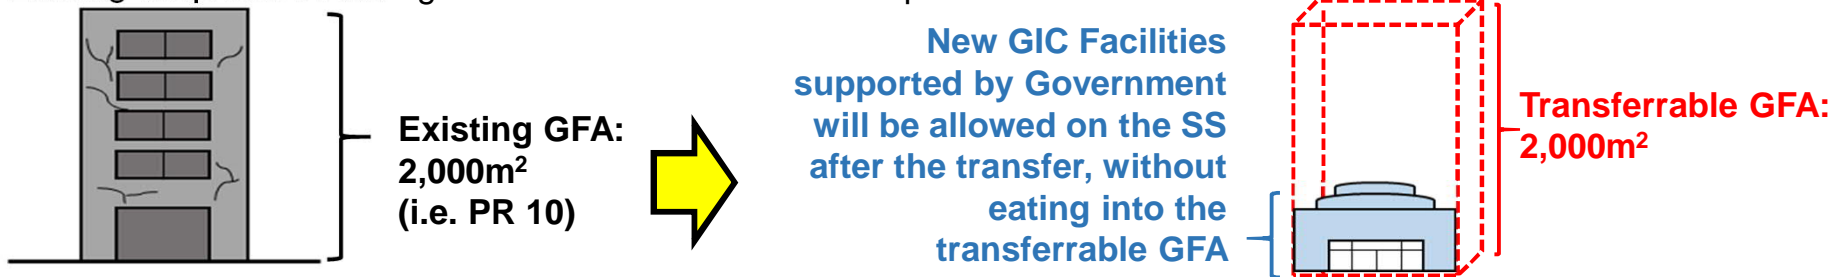 Existing GFA:
2,000m²
(i.e. PR 10)
New GIC Facilities
supported by Government
will be allowed on the SS
after the transfer, without
eating into the
transferrable GFA
Transferrable GFA:
2,000m²